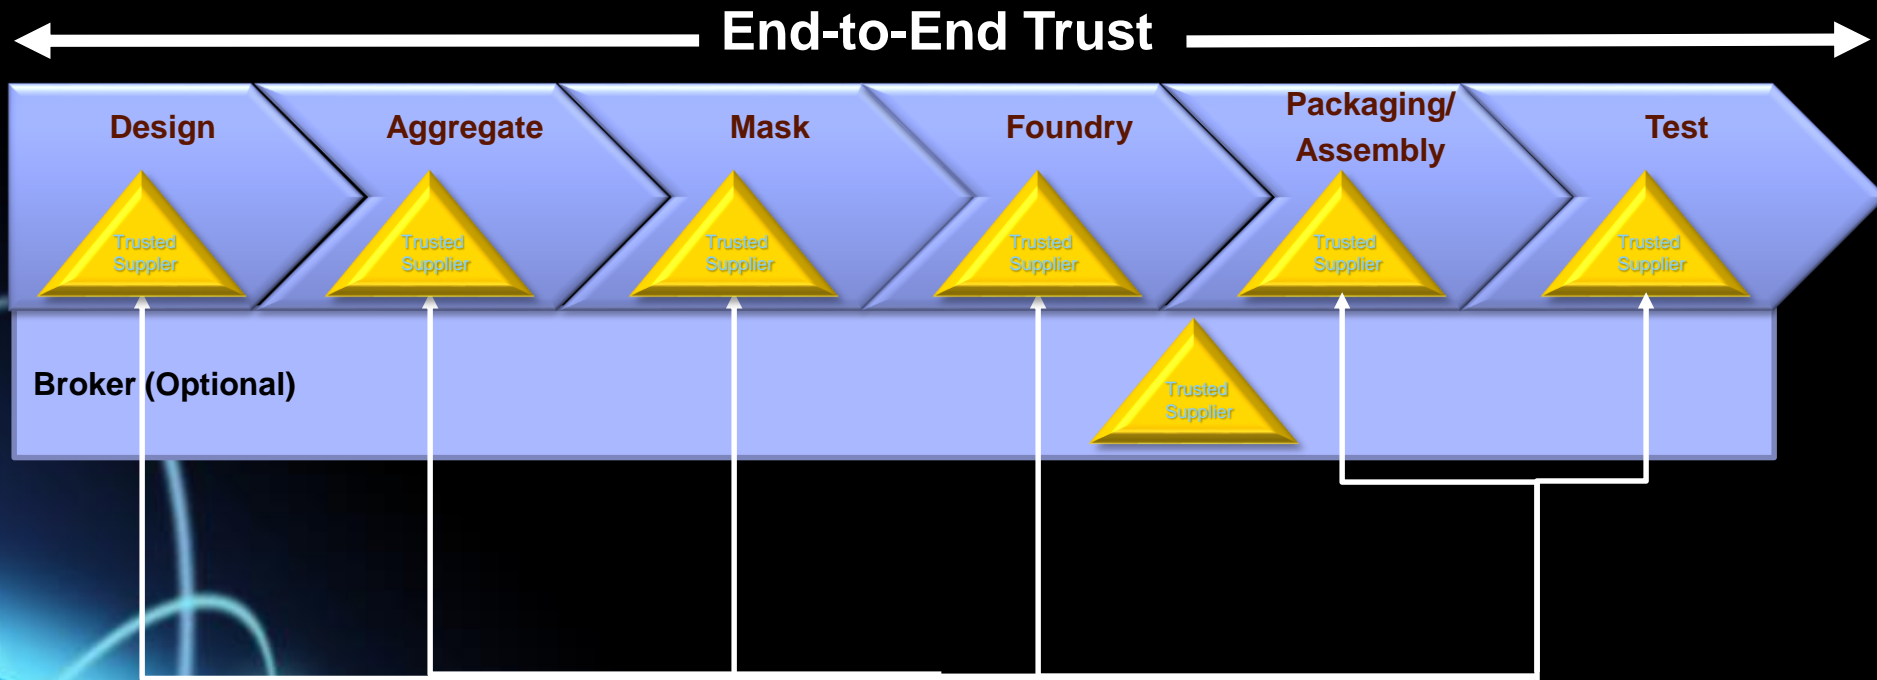 End-to-End Trust
Design
Aggregate
Mask
Foundry
Packaging/
Assembly
Test
Trusted
Suppler
Trusted
Supplier
Trusted
Supplier
Trusted
Supplier
Trusted
Supplier
Trusted
Supplier
Broker (Optional)
Trusted
Supplier